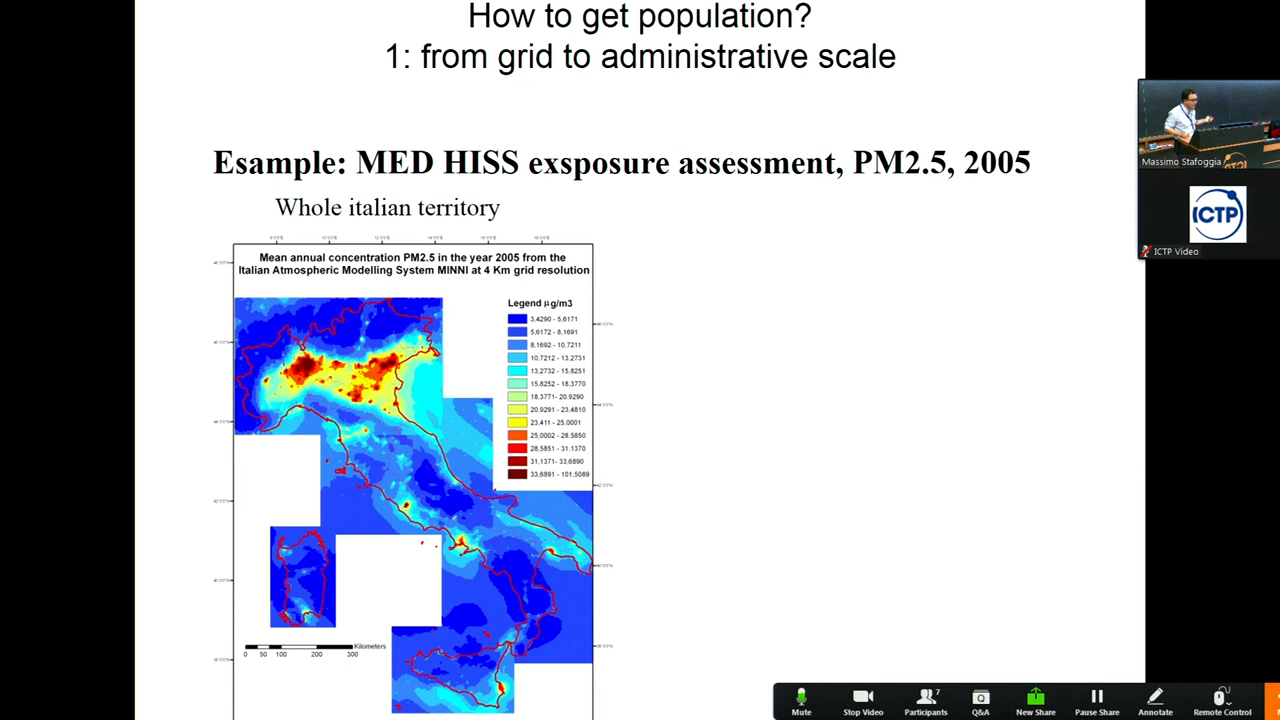 How to get population?
1: from grid to administrative scale
Esample: MED HISS exsposure assessment, PM2.5, 2005
Whole italian territory
Mean annual concentration PM2.5 in the year 2005 from the
Italian Atmospheric Modelling System MINNI at 4 Km grid resolution
Legend µg/m3
3,4290 - 5,6171
5,6172 - 8,1691
8,1692 - 10,7211
10,7212 - 13,2731
13,2732 - 15,8251
15,8252 - 18,3770
18,3771- 20,9290
20,9291 - 23,4810
23,411 - 25,0001
25,0002 - 28,5850
28,5851 - 31,1370
31,1371- 33,6890
33,6891 - 101,5089
Kilometers
0 50 100 200 300
Massimo Stafoggia
ICTP
ICTP Video
Mute
Stop Video
Participants
7
Q&A
New Share
Pause Share
Annotate
Remote Control